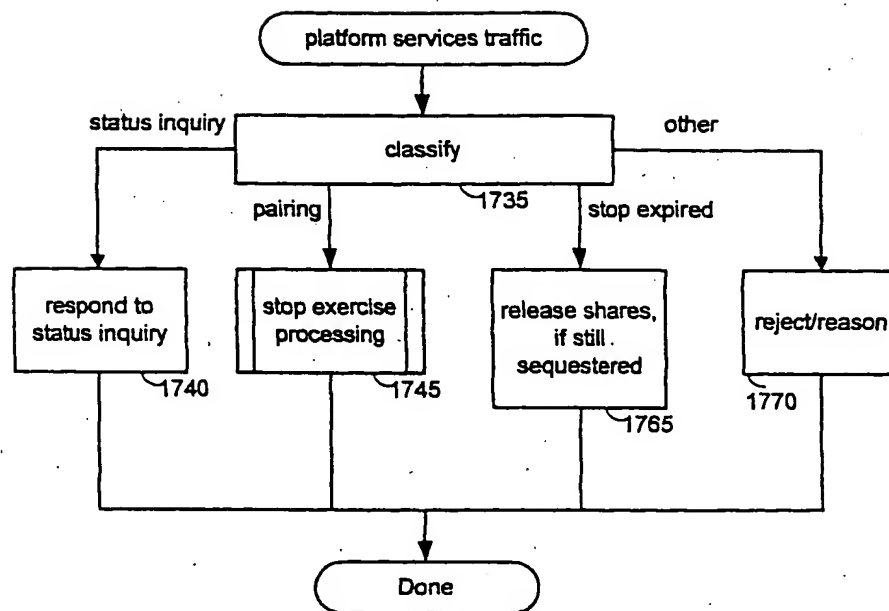 platform services traffic
status inquiry
other
classify
1735
pairing
stop expired
respond to
status inquiry
1740
stop exercise
processing
1745
release shares,
if still
sequestered
1765
reject/reason
1770
Done